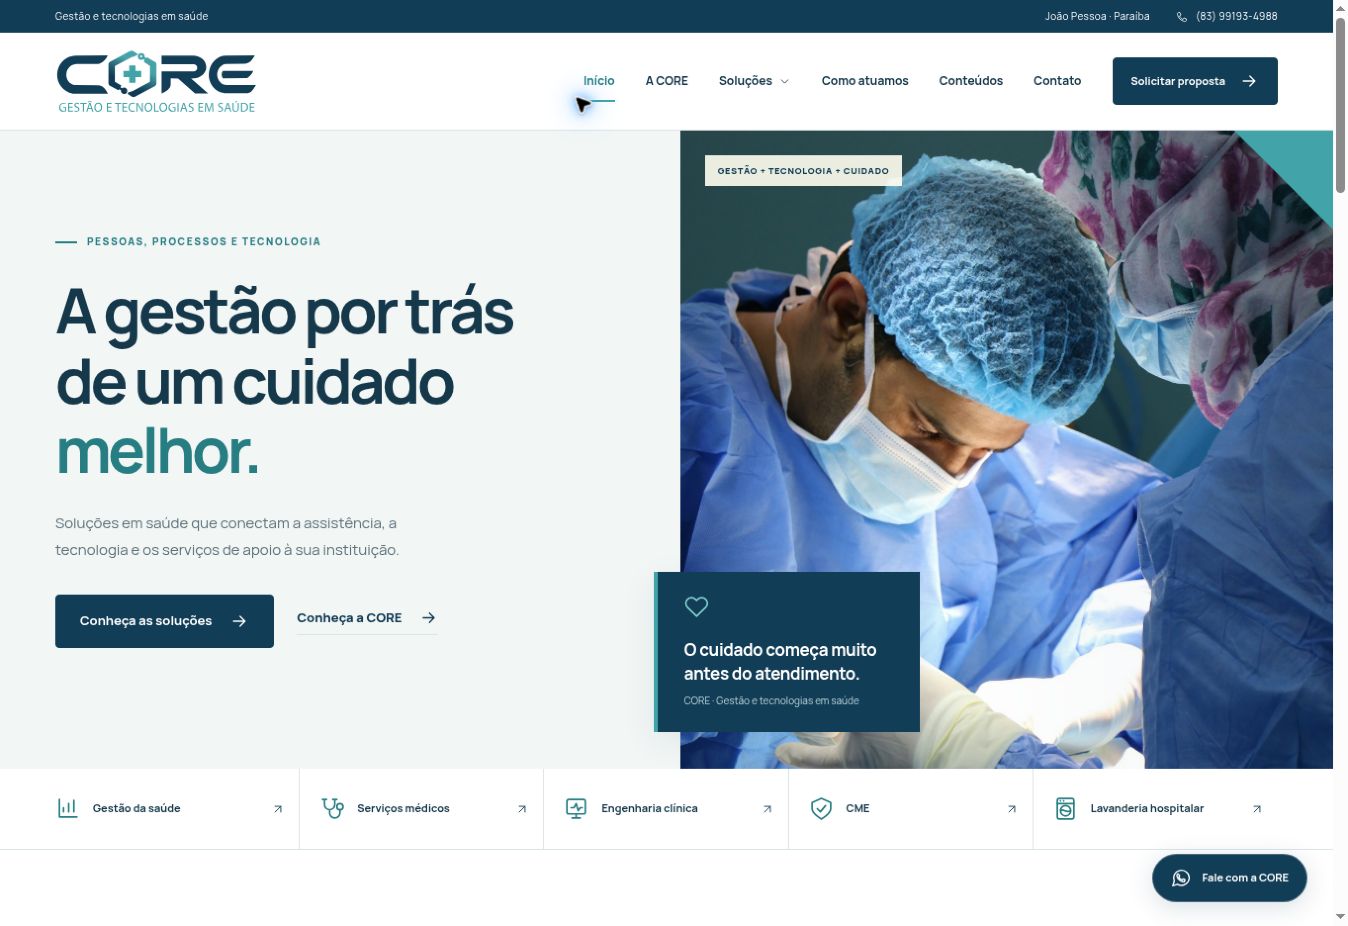 Gestão e tecnologias em saúde
João Pessoa · Paraíba
(83) 99193-4988
CORE
GESTÃO E TECNOLOGIAS EM SAÚDE
Início
A CORE
Soluções
Como atuamos
Conteúdos
Contato
Solicitar proposta
GESTÃO + TECNOLOGIA + CUIDADO
PESSOAS, PROCESSOS E TECNOLOGIA
A gestão por trás
de um cuidado
melhor.
Soluções em saúde que conectam a assistência, a
tecnologia e os serviços de apoio à sua instituição.
Conheça as soluções
Conheça a CORE
O cuidado começa muito
antes do atendimento.
CORE · Gestão e tecnologias em saúde
Gestão da saúde
Serviços médicos
Engenharia clínica
CME
Lavanderia hospitalar
Fale com a CORE